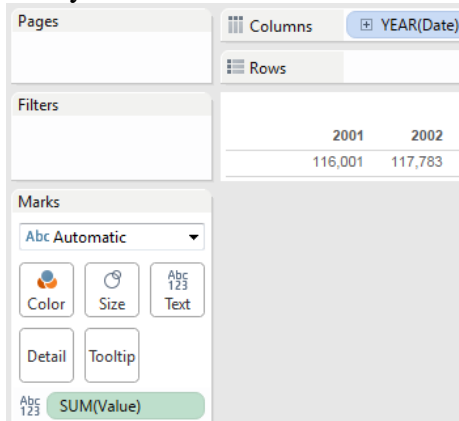 Pages
Columns
YEAR(Date)
Rows
Filters
2001 2002
116,001 117,783
Marks
Abc Automatic
Abc
123
Color Size Text
Detail Tooltip
Abc
123
SUM(Value)